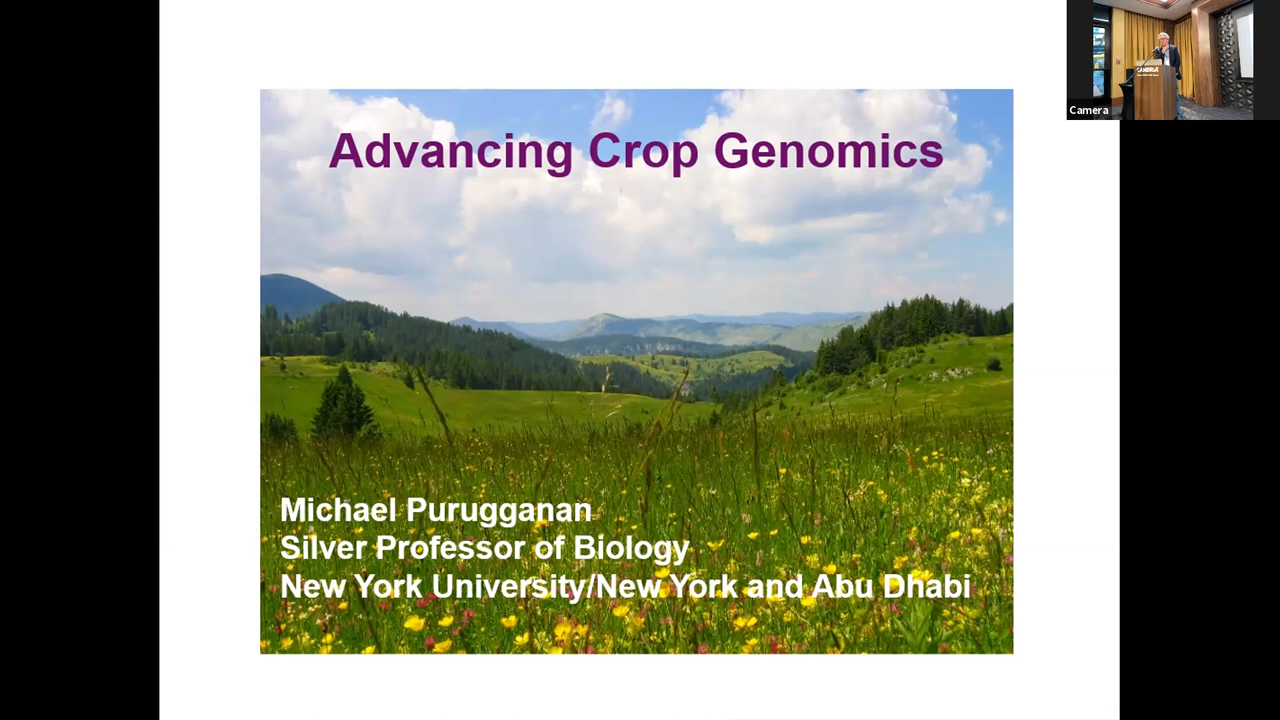 Advancing Crop Genomics
Michael Purugganan
Silver Professor of Biology
New York University/New York and Abu Dhabi
Camera